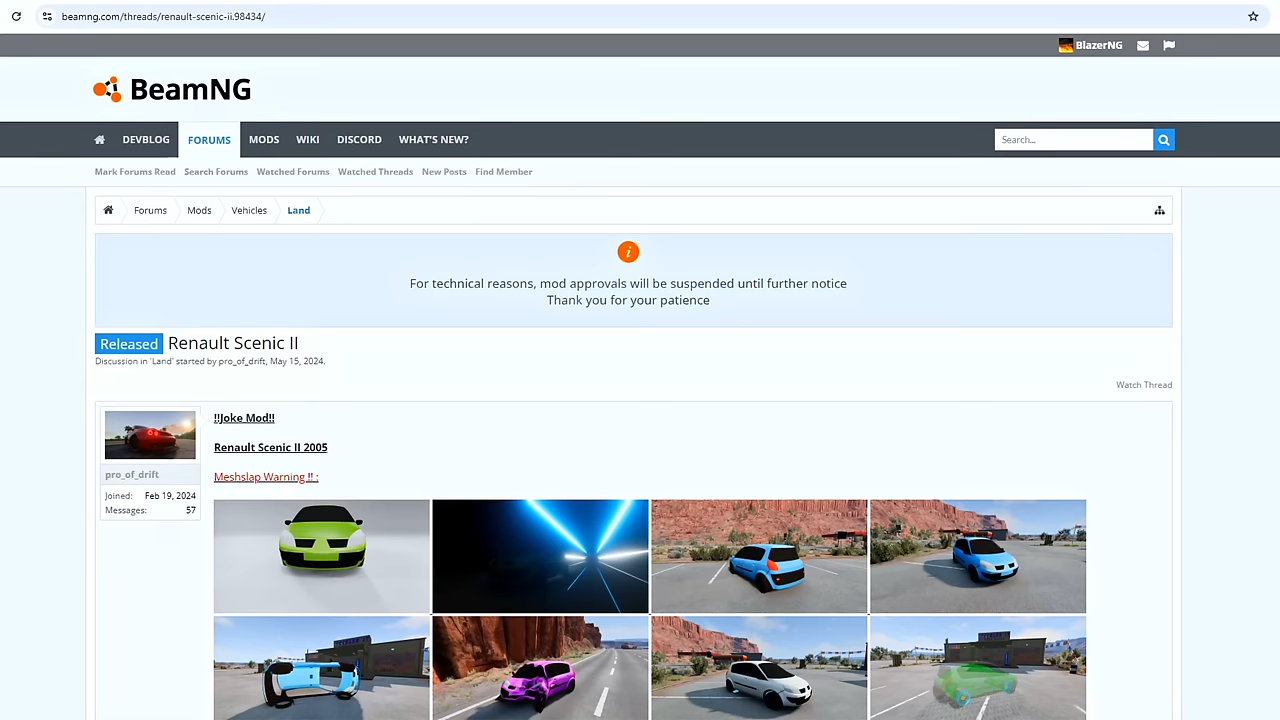 beamng.com/threads/renault-scenic-ii.98434/
BlazerNG
BeamNG
DEVBLOG FORUMS MODS WIKI DISCORD WHAT'S NEW?
Search...
Mark Forums Read Search Forums Watched Forums Watched Threads New Posts Find Member
Forums Mods Vehicles Land
i
For technical reasons, mod approvals will be suspended until further notice
Thank you for your patience
Released Renault Scenic II
Discussion in 'Land' started by pro_of_drift, May 15, 2024.
Watch Thread
!!Joke Mod!!
Renault Scenic II 2005
Meshslap Warning !! :
pro_of_drift
Joined: Feb 19, 2024
Messages: 57